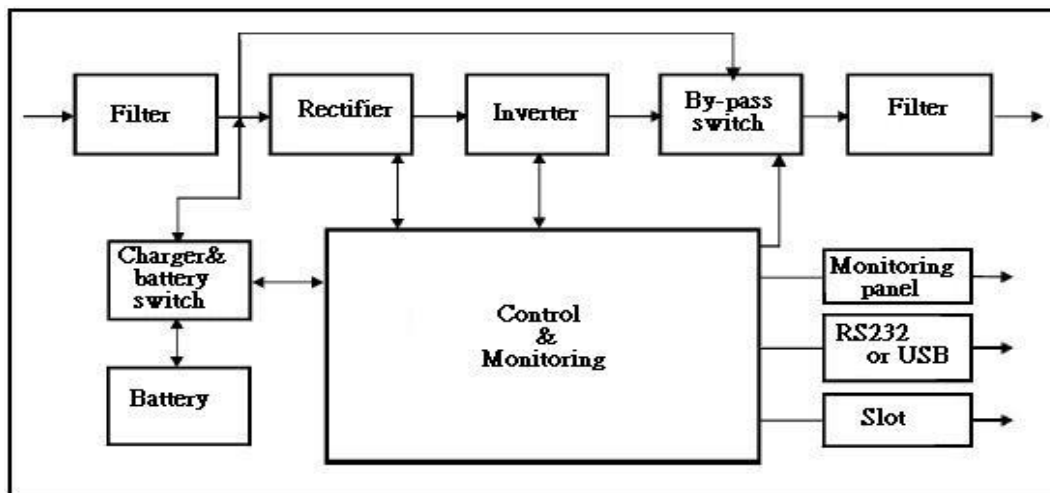 Filter
Rectifier
Inverter
By-pass
switch
Filter
Charger&
battery
switch
Control
&
Monitoring
Monitoring
panel
RS232
or USB
Battery
Slot